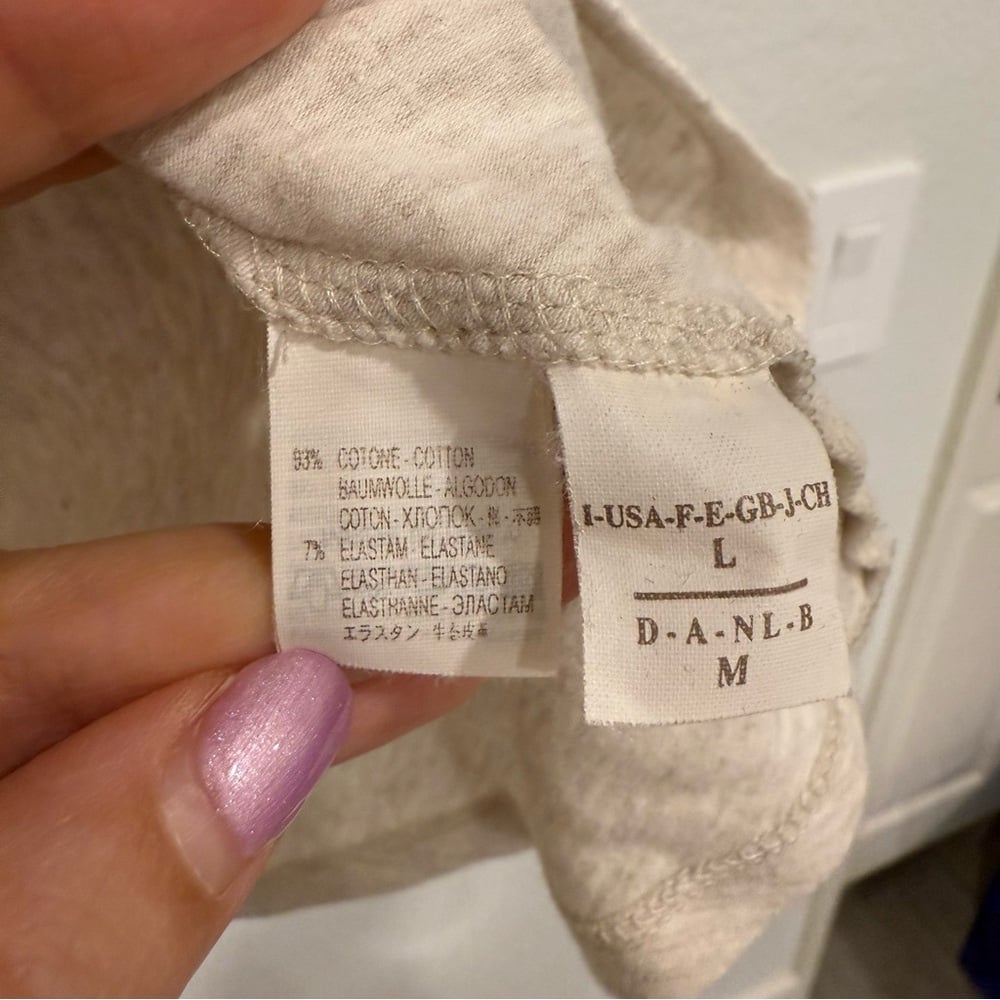 93% COTONE - COTTON
BAUMWOLLE - ALGODON
COTON - ХЛОПОК - 棉 -
7% ELASTAM - ELASTANE
ELASTHAN - ELASTANO
ELASTHANNE - ЭЛАСТАМ
エラスタン
I-USA-F-E-GB-J-CH
L
D-A-NL-B
M